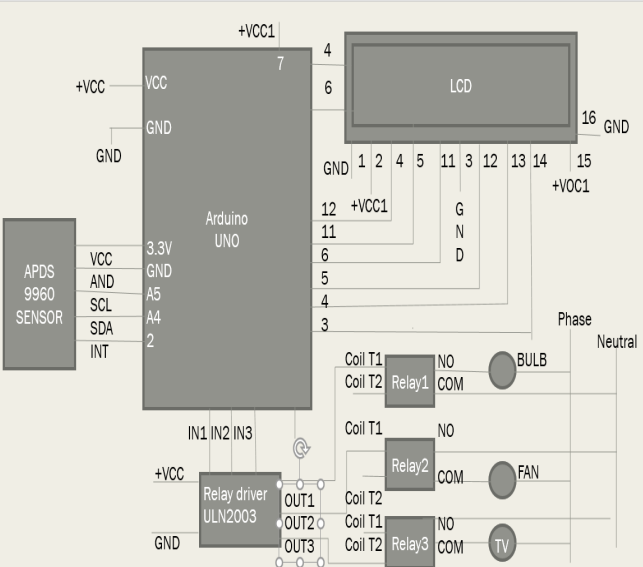 +VCC1
7
4
6
LCD
16
GND
+VCC
VCC
GND
GND
GND
1
2
4
5
11
3
12
13
14
15
+VCC1
+VOC1
G
N
D
Arduino
UNO
12
11
6
5
4
3
APDS
9960
SENSOR
VCC
AND
SCL
SDA
INT
3.3V
GND
A5
A4
2
Phase
Neutral
Coil T1
Coil T2
Relay1
NO
COM
BULB
IN1 IN2 IN3
Coil T1
NO
Relay2
COM
FAN
Coil T2
+VCC
GND
Relay driver
ULN2003
OUT1
OUT2
OUT3
Coil T1
Coil T2
Relay3
NO
COM
TV